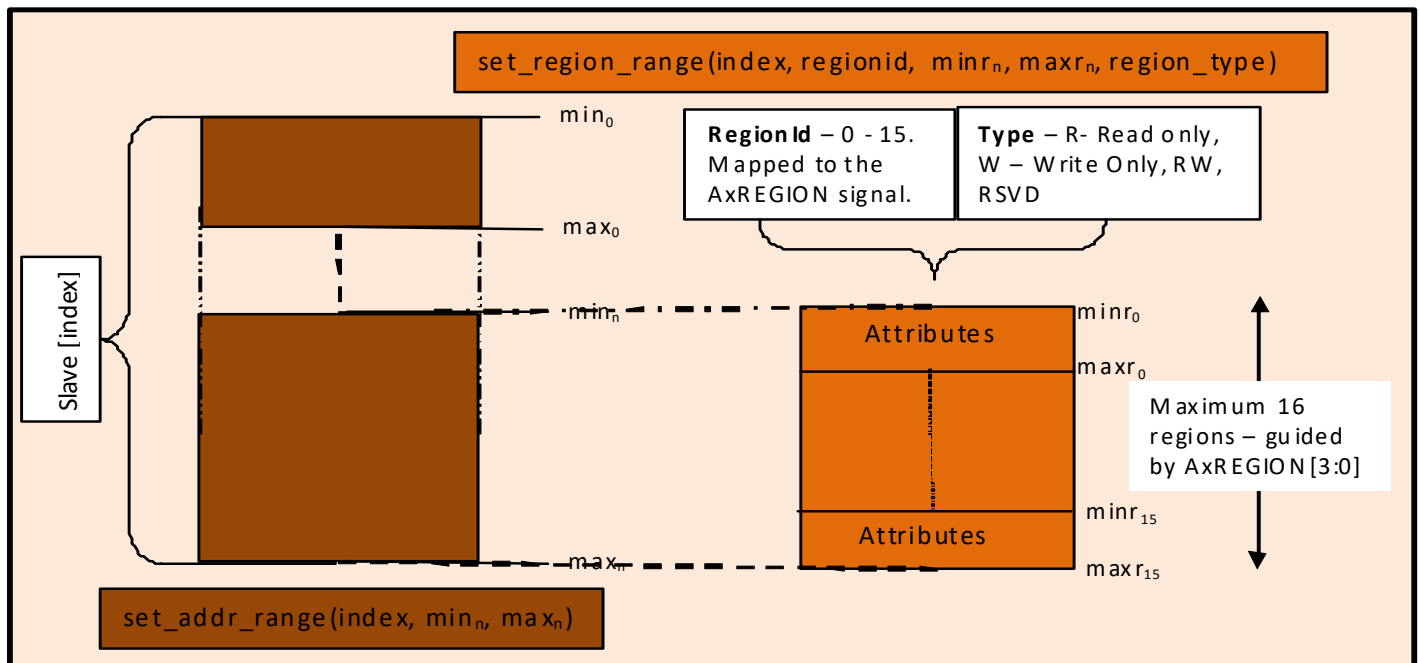 set_region_range(index, regionid, minrₙ, maxrₙ, region_type)
min₀
RegionId – 0 - 15.
Mapped to the
AxREGION signal.
Type – R- Read only,
W – Write Only, RW,
RSVD
max₀
Slave [index]
minₙ
minr₀
Attributes
maxr₀
Maximum 16
regions – guided
by AxREGION[3:0]
minr₁₅
Attributes
maxₙ
maxr₁₅
set_addr_range(index, minₙ, maxₙ)